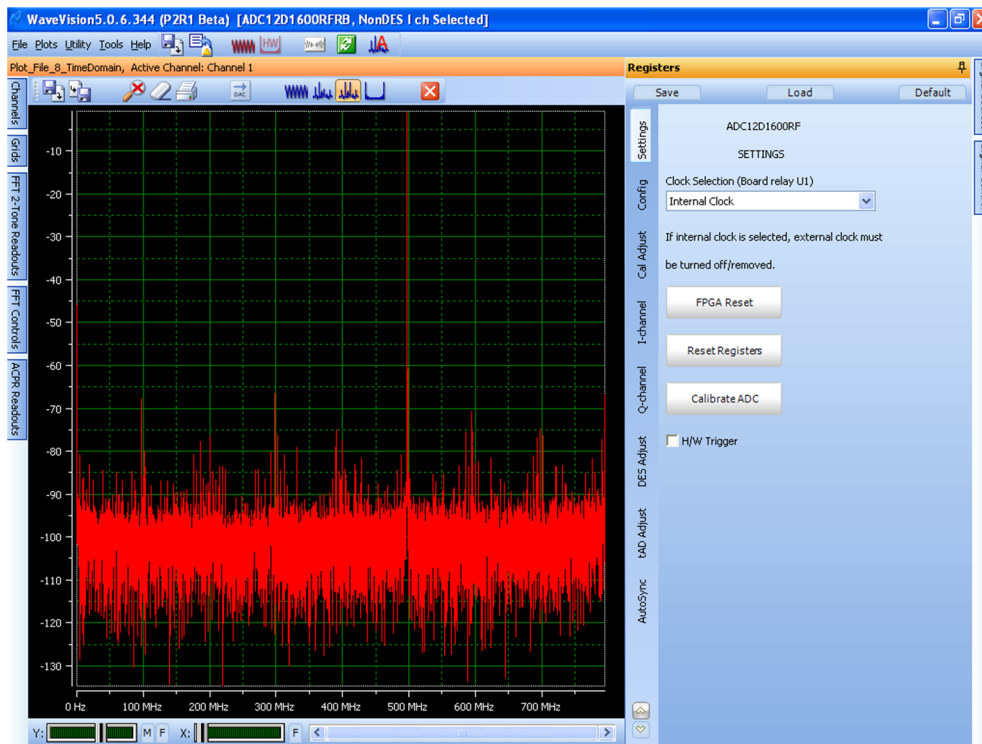 WaveVision5.0.6.344 (P2R1 Beta) [ADC12D1600RFRB, NonDES I ch Selected]
File Plots Utility Tools Help
HW
Plot_File_8_TimeDomain, Active Channel: Channel 1
Registers
Save Load Default
Channels
Grids
FFT 2-Tone Readouts
FFT Controls
ACPR Readouts
-10
-20
-30
-40
-50
-60
-70
-80
-90
-100
-110
-120
-130
0 Hz 100 MHz 200 MHz 300 MHz 400 MHz 500 MHz 600 MHz 700 MHz
Y: M F X: F
Settings
Config
Cal Adjust
I-channel
Q-channel
DES Adjust
tAD Adjust
AutoSync
ADC12D1600RF
SETTINGS
Clock Selection (Board relay U1)
Internal Clock
If internal clock is selected, external clock must
be turned off/removed.
FPGA Reset
Reset Registers
Calibrate ADC
H/W Trigger